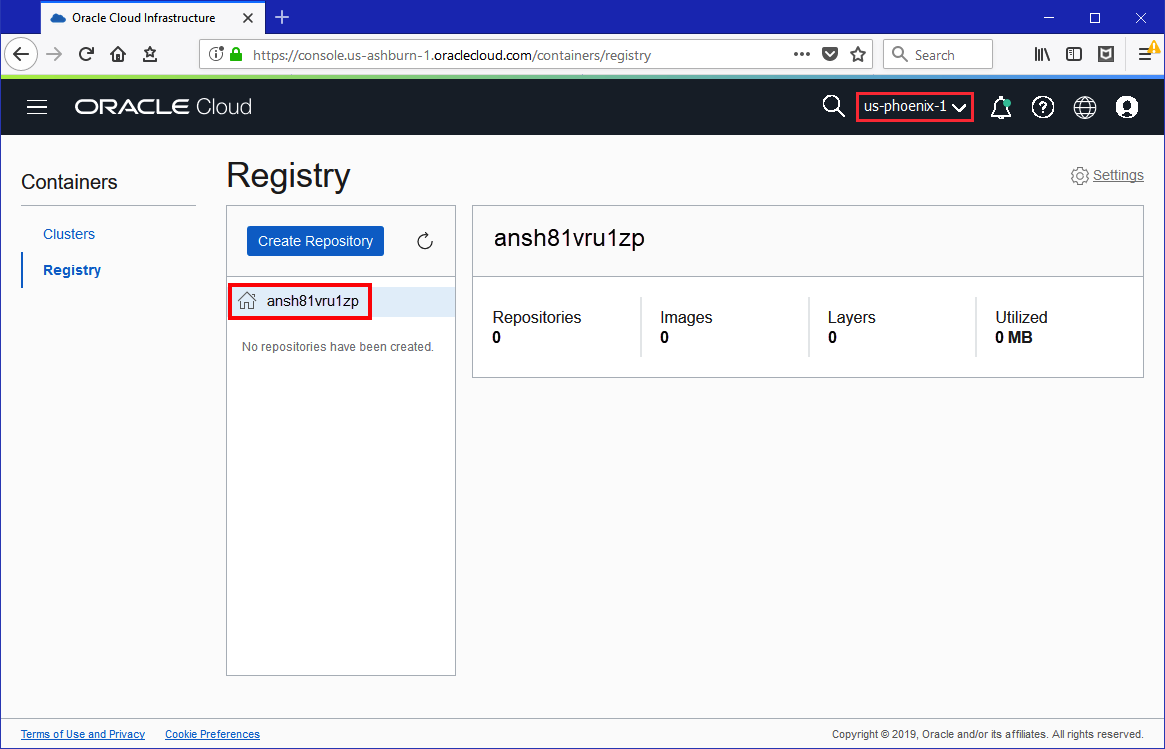 Oracle Cloud Infrastructure
https://console.us-ashburn-1.oraclecloud.com/containers/registry
Search
ORACLE Cloud
us-phoenix-1
Containers
Clusters
Registry
Registry
Settings
Create Repository
ansh81vru1zp
No repositories have been created.
ansh81vru1zp
Repositories
0
Images
0
Layers
0
Utilized
0 MB
Terms of Use and Privacy
Cookie Preferences
Copyright © 2019, Oracle and/or its affiliates. All rights reserved.